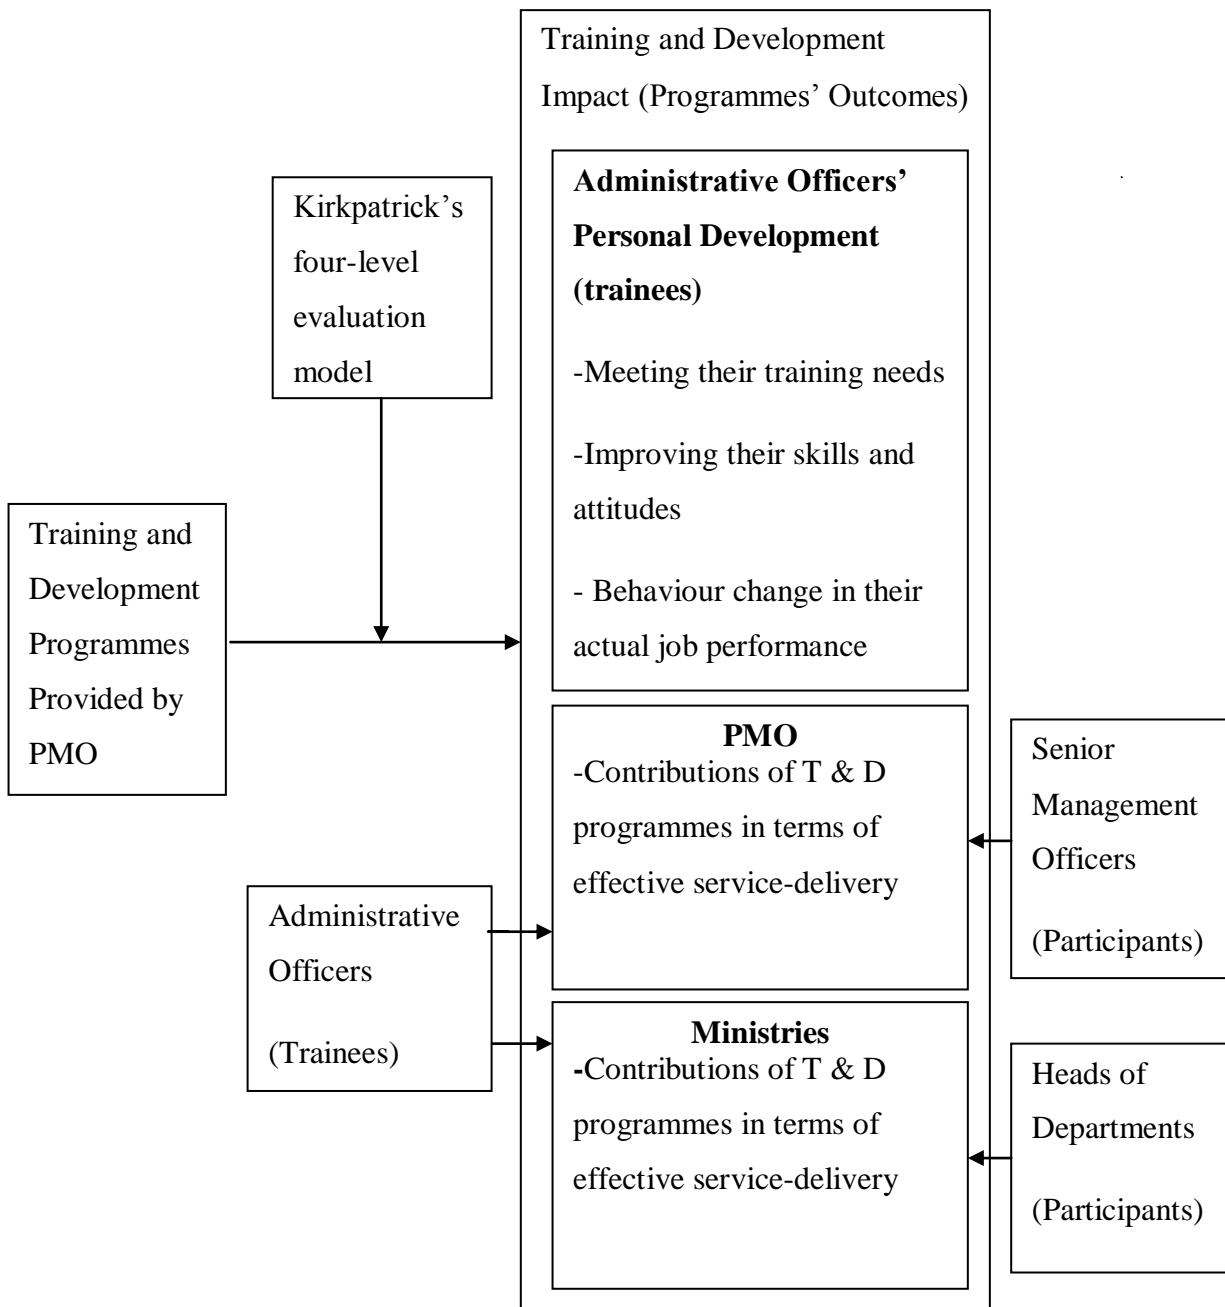 Training and Development
Impact (Programmes’ Outcomes)
Administrative Officers’
Personal Development
(trainees)
-Meeting their training needs
-Improving their skills and
attitudes
- Behaviour change in their
actual job performance
Kirkpatrick’s
four-level
evaluation
model
Training and
Development
Programmes
Provided by
PMO
PMO
-Contributions of T & D
programmes in terms of
effective service-delivery
Senior
Management
Officers
(Participants)
Administrative
Officers
(Trainees)
Ministries
-Contributions of T & D
programmes in terms of
effective service-delivery
Heads of
Departments
(Participants)